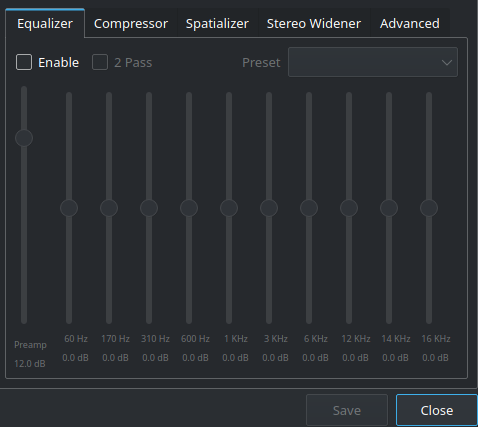 Equalizer Compressor Spatializer Stereo Widener Advanced
Enable 2 Pass Preset
60 Hz 170 Hz 310 Hz 600 Hz 1 KHz 3 KHz 6 KHz 12 KHz 14 KHz 16 KHz
Preamp
0.0 dB 0.0 dB 0.0 dB 0.0 dB 0.0 dB 0.0 dB 0.0 dB 0.0 dB 0.0 dB 0.0 dB
12.0 dB
Save Close